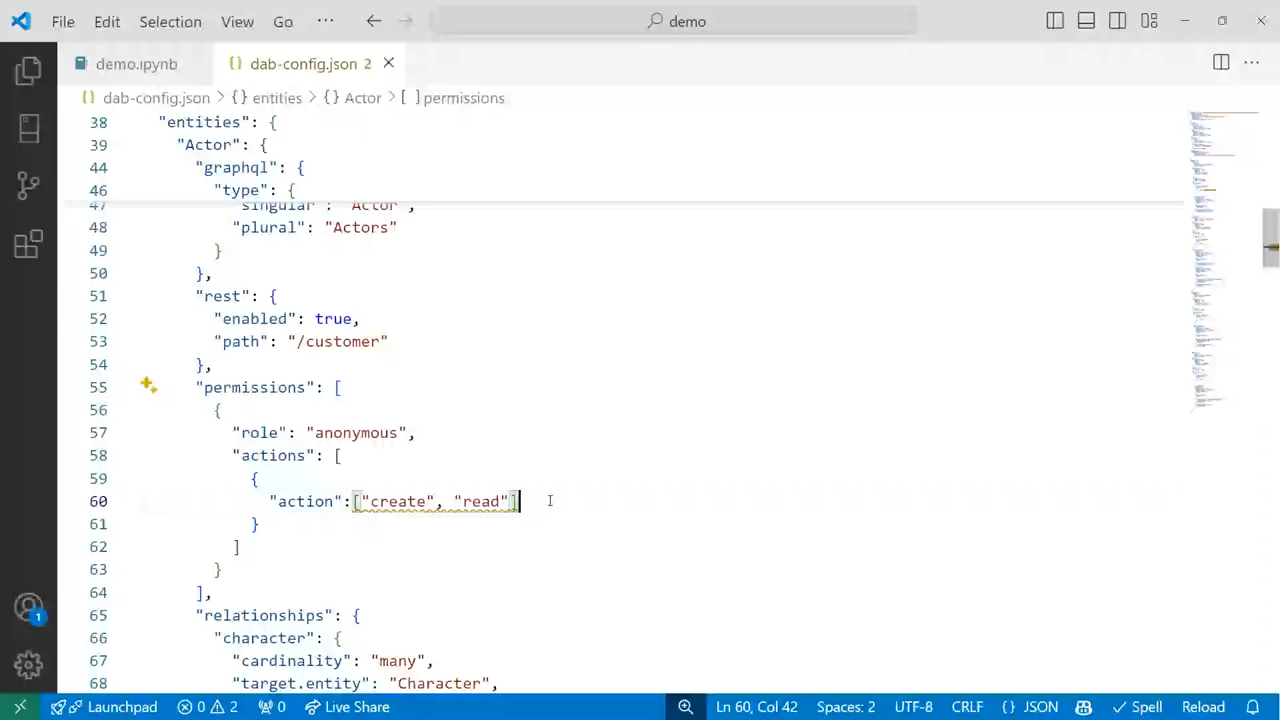 File Edit Selection View Go ··· demo
demo.ipynb dab-config.json 2
dab-config.json > {} entities > {} Actor > [ ] permissions
38 "entities": {
39 "Actor": {
44 "graphql": {
46 "type": {
47 "singular": "Actor"
48 "plural": "Actors"
49 }
50 },
51 "rest": {
52 "enabled": true,
53 "path": "/customer"
54 },
55 "permissions": [
56 {
57 "role": "anonymous",
58 "actions": [
59 {
60 "action":["create", "read"]
61 }
62 ]
63 }
64 ],
65 "relationships": {
66 "character": {
67 "cardinality": "many",
68 "target.entity": "Character",
1 Launchpad 0 2 0 Live Share Ln 60, Col 42 Spaces: 2 UTF-8 CRLF {} JSON Spell Reload